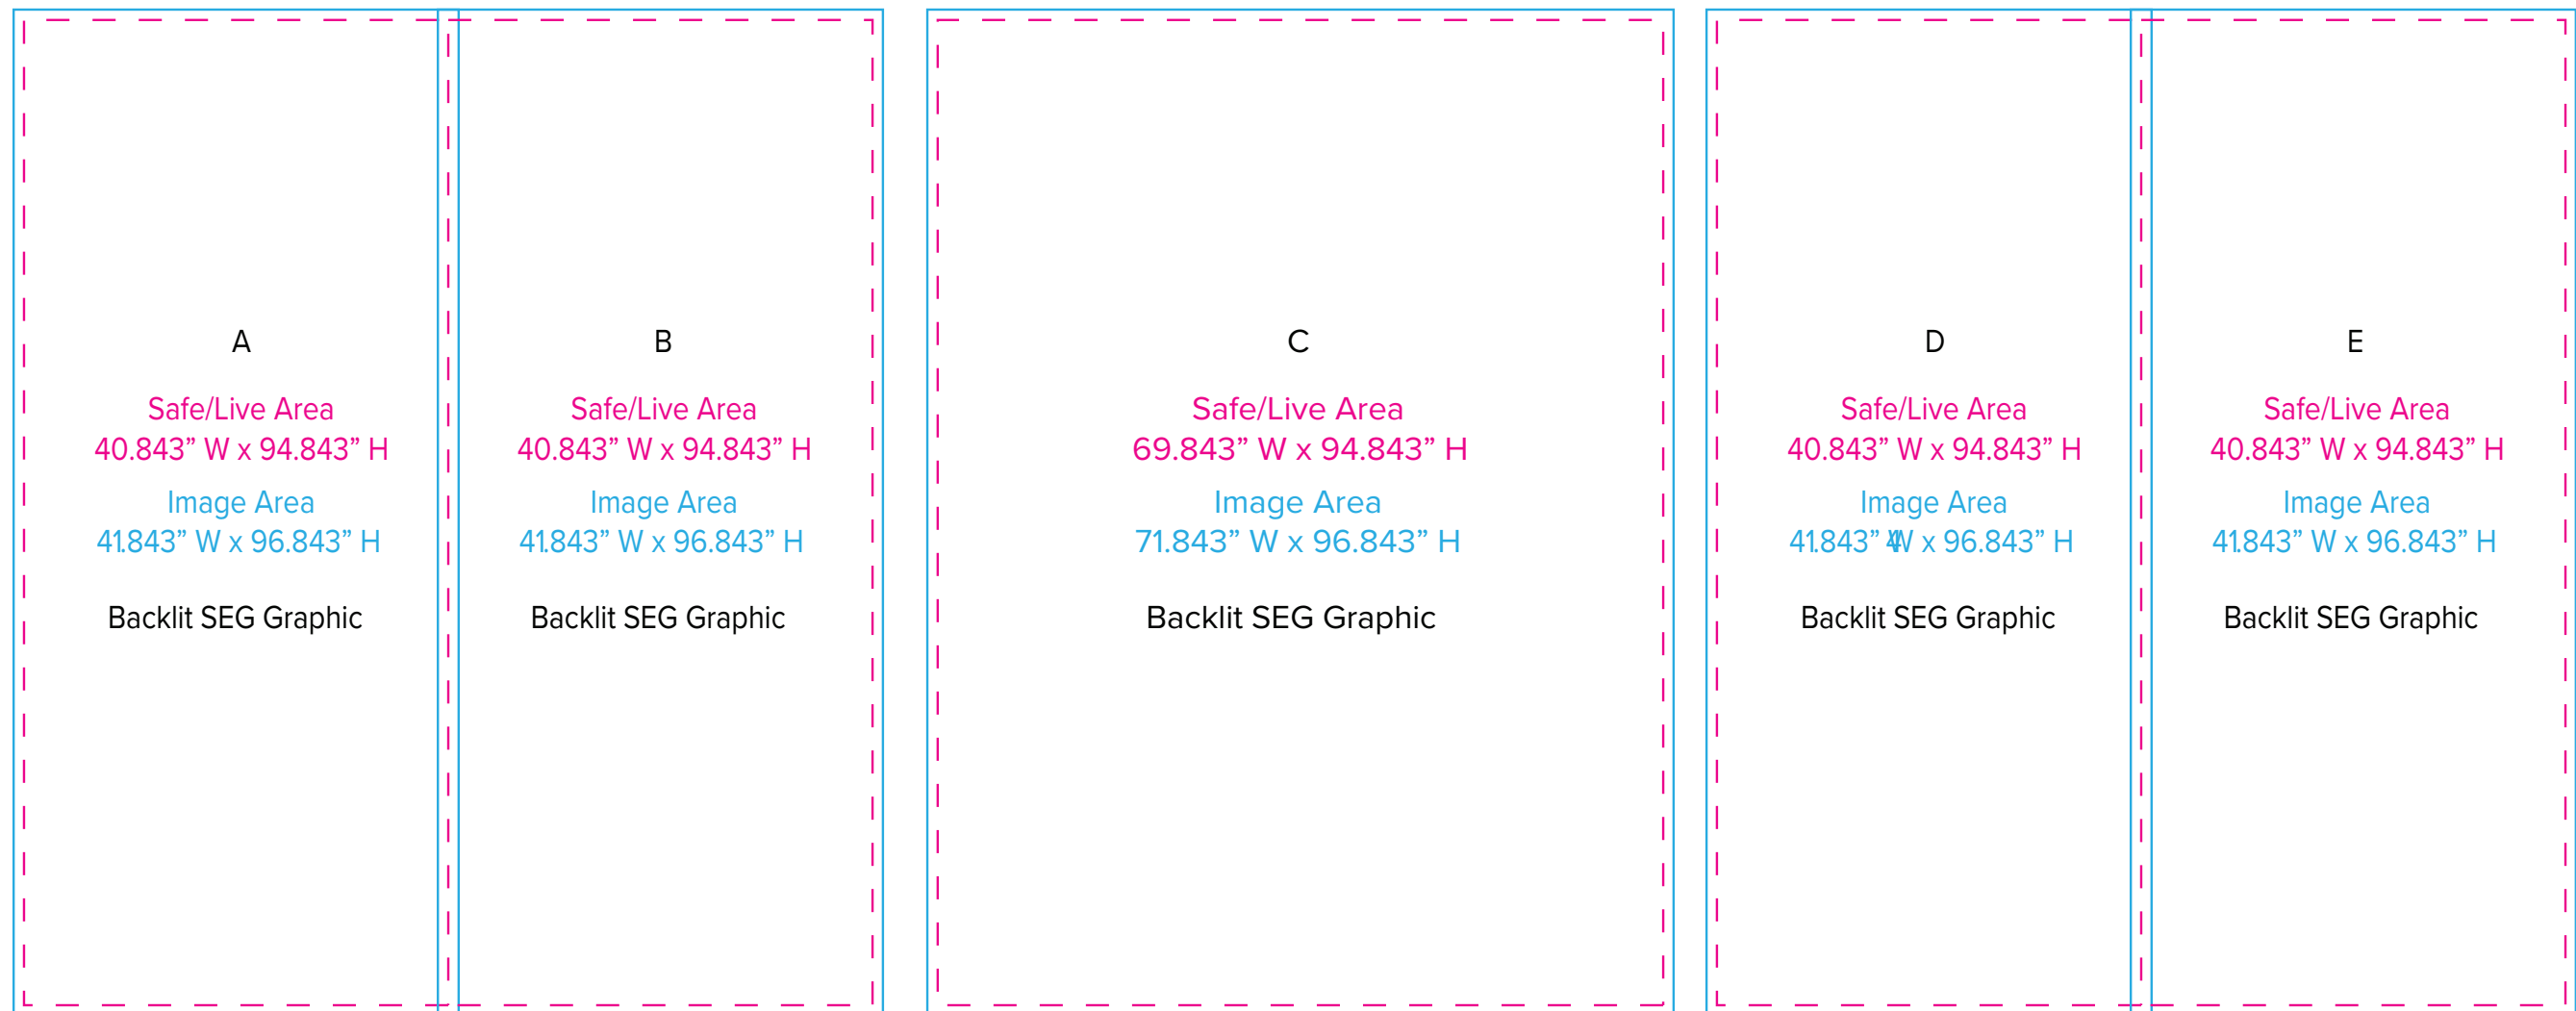 A
Safe/Live Area
40.843” W x 94.843” H
Image Area
41.843” W x 96.843” H
Backlit SEG Graphic
B
Safe/Live Area
40.843” W x 94.843” H
Image Area
41.843” W x 96.843” H
Backlit SEG Graphic
C
Safe/Live Area
69.843” W x 94.843” H
Image Area
71.843” W x 96.843” H
Backlit SEG Graphic
D
Safe/Live Area
40.843” W x 94.843” H
Image Area
41.843” 4W x 96.843” H
Backlit SEG Graphic
E
Safe/Live Area
40.843” W x 94.843” H
Image Area
41.843” W x 96.843” H
Backlit SEG Graphic